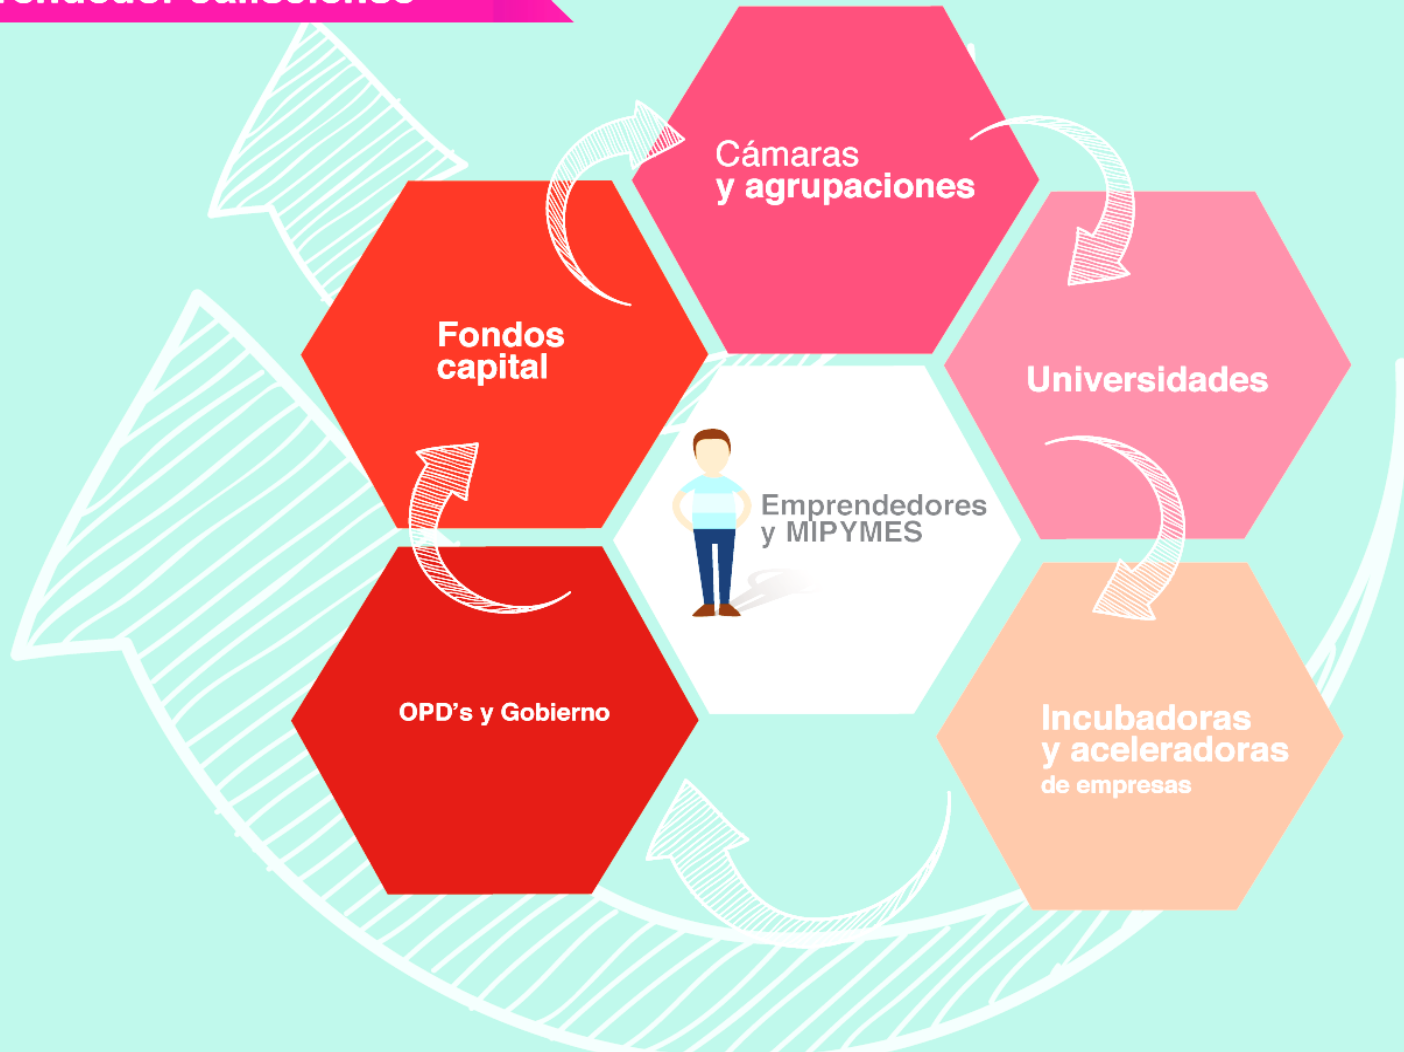 Cámaras
y agrupaciones
Fondos
capital
Universidades
Emprendedores
y MIPYMES
OPD's y Gobierno
Incubadoras
y aceleradoras
de empresas